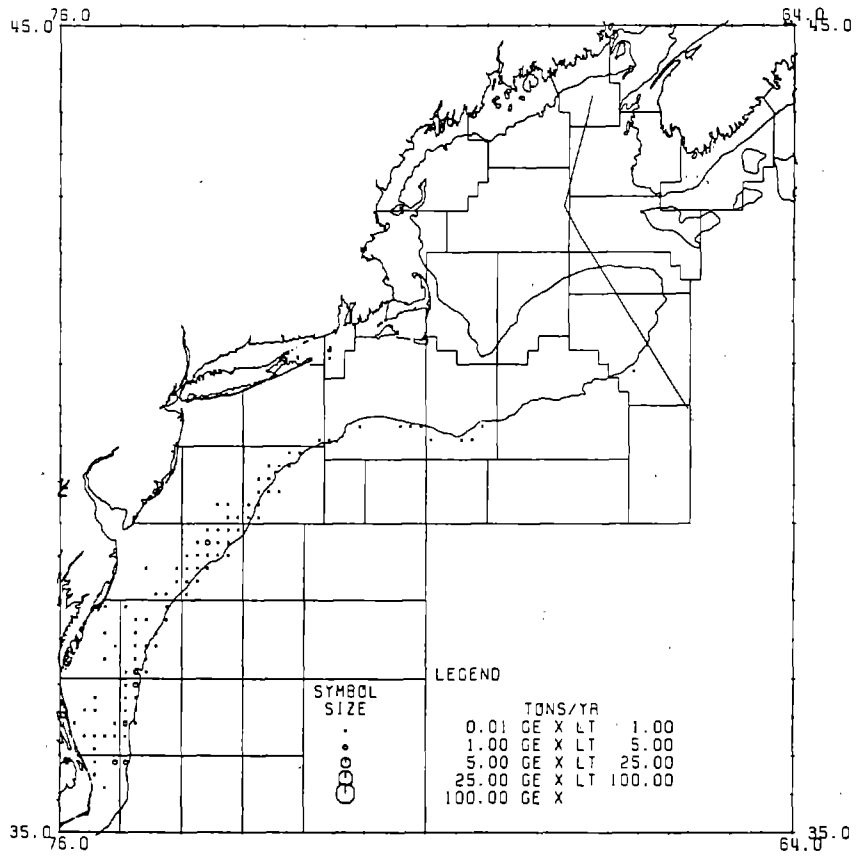 76.0 64.0
45.0 45.0
LEGEND
SYMBOL
SIZE
TONS/YR
0.01 GE X LT 1.00
1.00 GE X LT 5.00
5.00 GE X LT 25.00
25.00 GE X LT 100.00
100.00 GE X
35.0 35.0
76.0 64.0